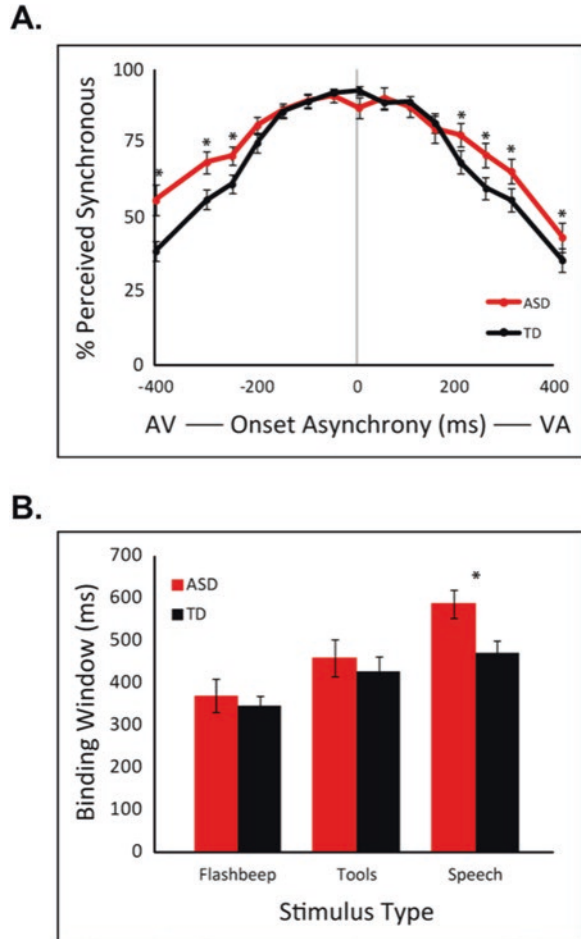 A.
100
75
50
25
0
% Perceived Synchronous
* * * * * * *
ASD
TD
-400 -200 0 200 400
AV — Onset Asynchrony (ms) — VA
B.
700
600
500
400
300
200
100
0
Binding Window (ms)
ASD
TD
*
Flashbeep Tools Speech
Stimulus Type